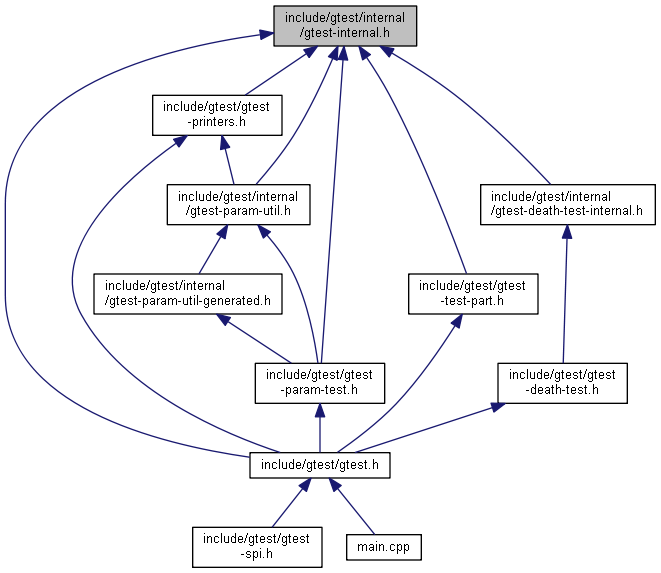 include/gtest/internal
/gtest-internal.h
include/gtest/gtest
-printers.h
include/gtest/internal
/gtest-param-util.h
include/gtest/internal
/gtest-death-test-internal.h
include/gtest/internal
/gtest-param-util-generated.h
include/gtest/gtest
-test-part.h
include/gtest/gtest
-param-test.h
include/gtest/gtest
-death-test.h
include/gtest/gtest.h
include/gtest/gtest
-spi.h
main.cpp